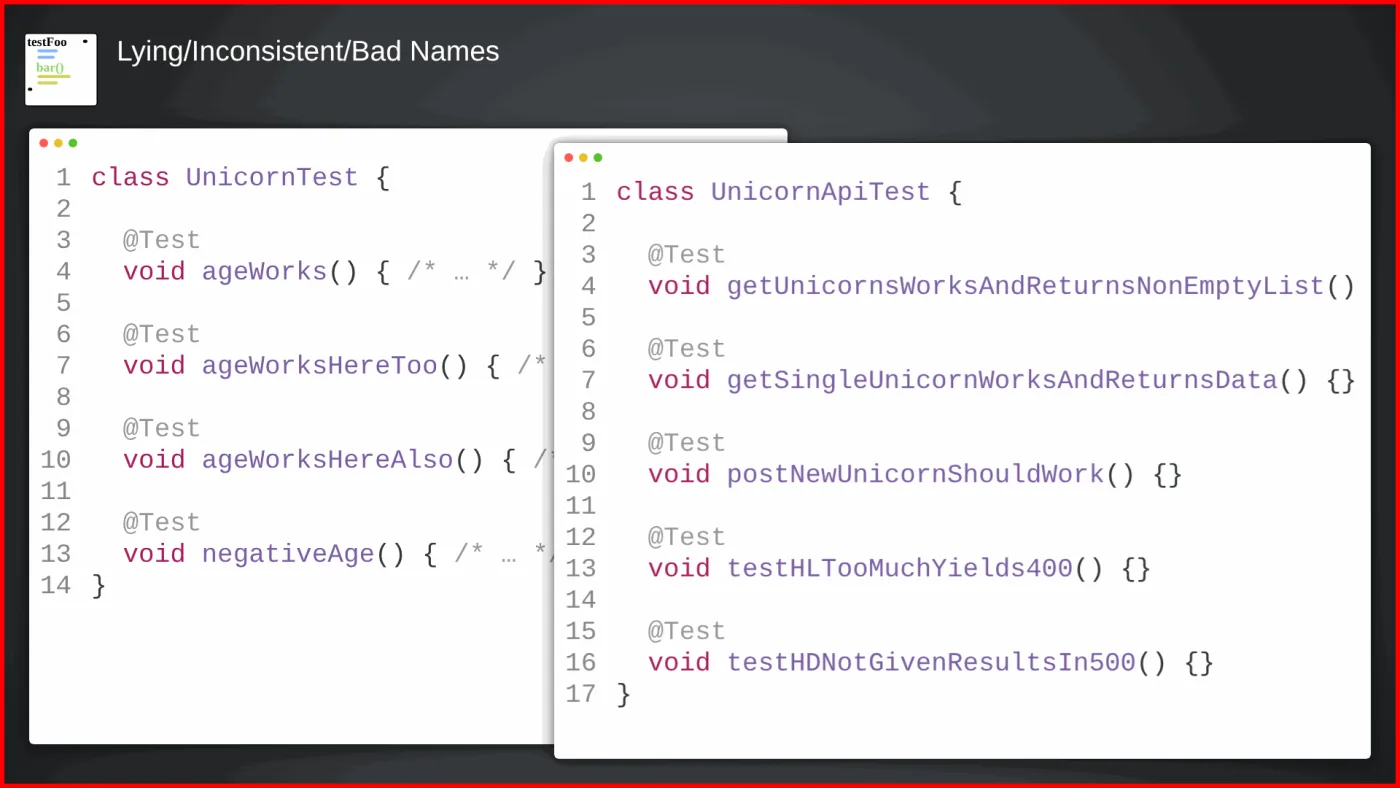 testFoo
bar()
Lying/Inconsistent/Bad Names
1 class UnicornTest {
2
3 @Test
4 void ageWorks() { /* … */ }
5
6 @Test
7 void ageWorksHereToo() { /*
8
9 @Test
10 void ageWorksHereAlso() { /*
11
12 @Test
13 void negativeAge() { /* … */
14 }
1 class UnicornApiTest {
2
3 @Test
4 void getUnicornsWorksAndReturnsNonEmptyList()
5
6 @Test
7 void getSingleUnicornWorksAndReturnsData() {}
8
9 @Test
10 void postNewUnicornShouldWork() {}
11
12 @Test
13 void testHLTooMuchYields400() {}
14
15 @Test
16 void testHDNotGivenResultsIn500() {}
17 }